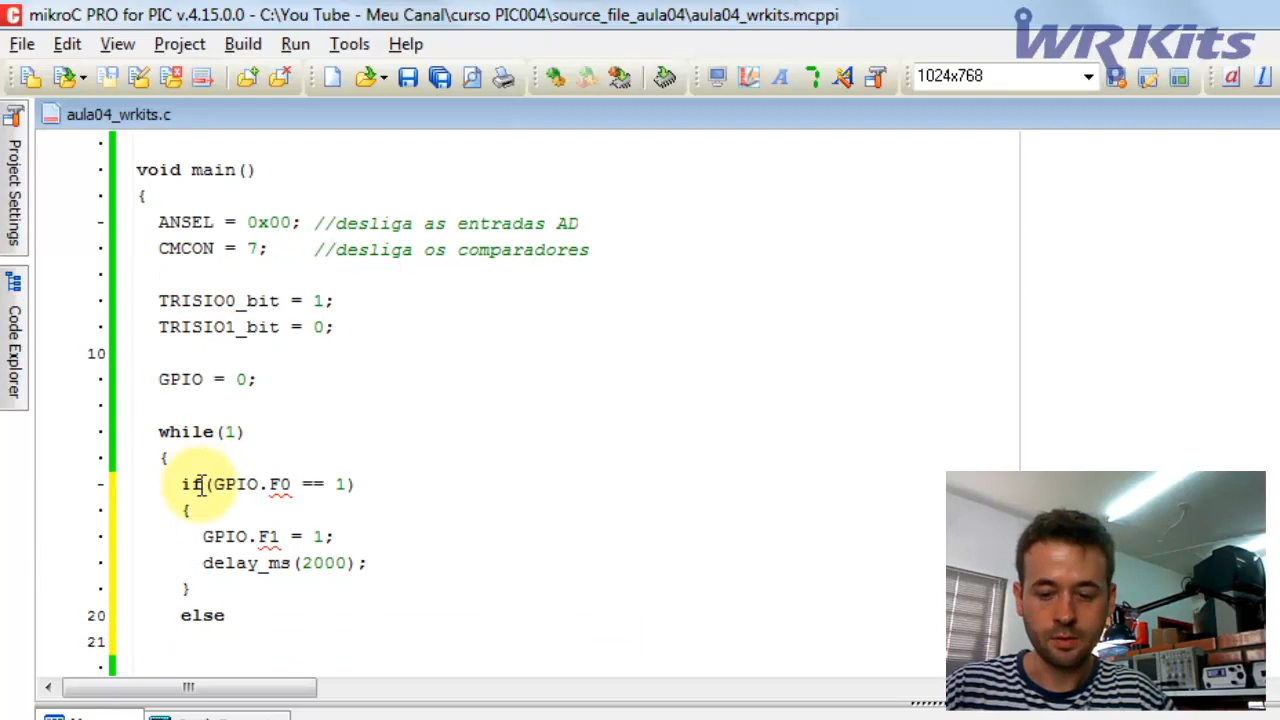 mikroC PRO for PIC v.4.15.0.0 - C:\You Tube - Meu Canal\curso PIC004\source_file_aula04\aula04_wrkits.mcppi
WR Kits
File Edit View Project Build Run Tools Help
1024x768
aula04_wrkits.c
Project Settings
Code Explorer
void main()
{
ANSEL = 0x00; //desliga as entradas AD
CMCON = 7; //desliga os comparadores
TRISIO0_bit = 1;
TRISIO1_bit = 0;
10
GPIO = 0;
while(1)
{
if(GPIO.F0 == 1)
{
GPIO.F1 = 1;
delay_ms(2000);
}
20 else
21